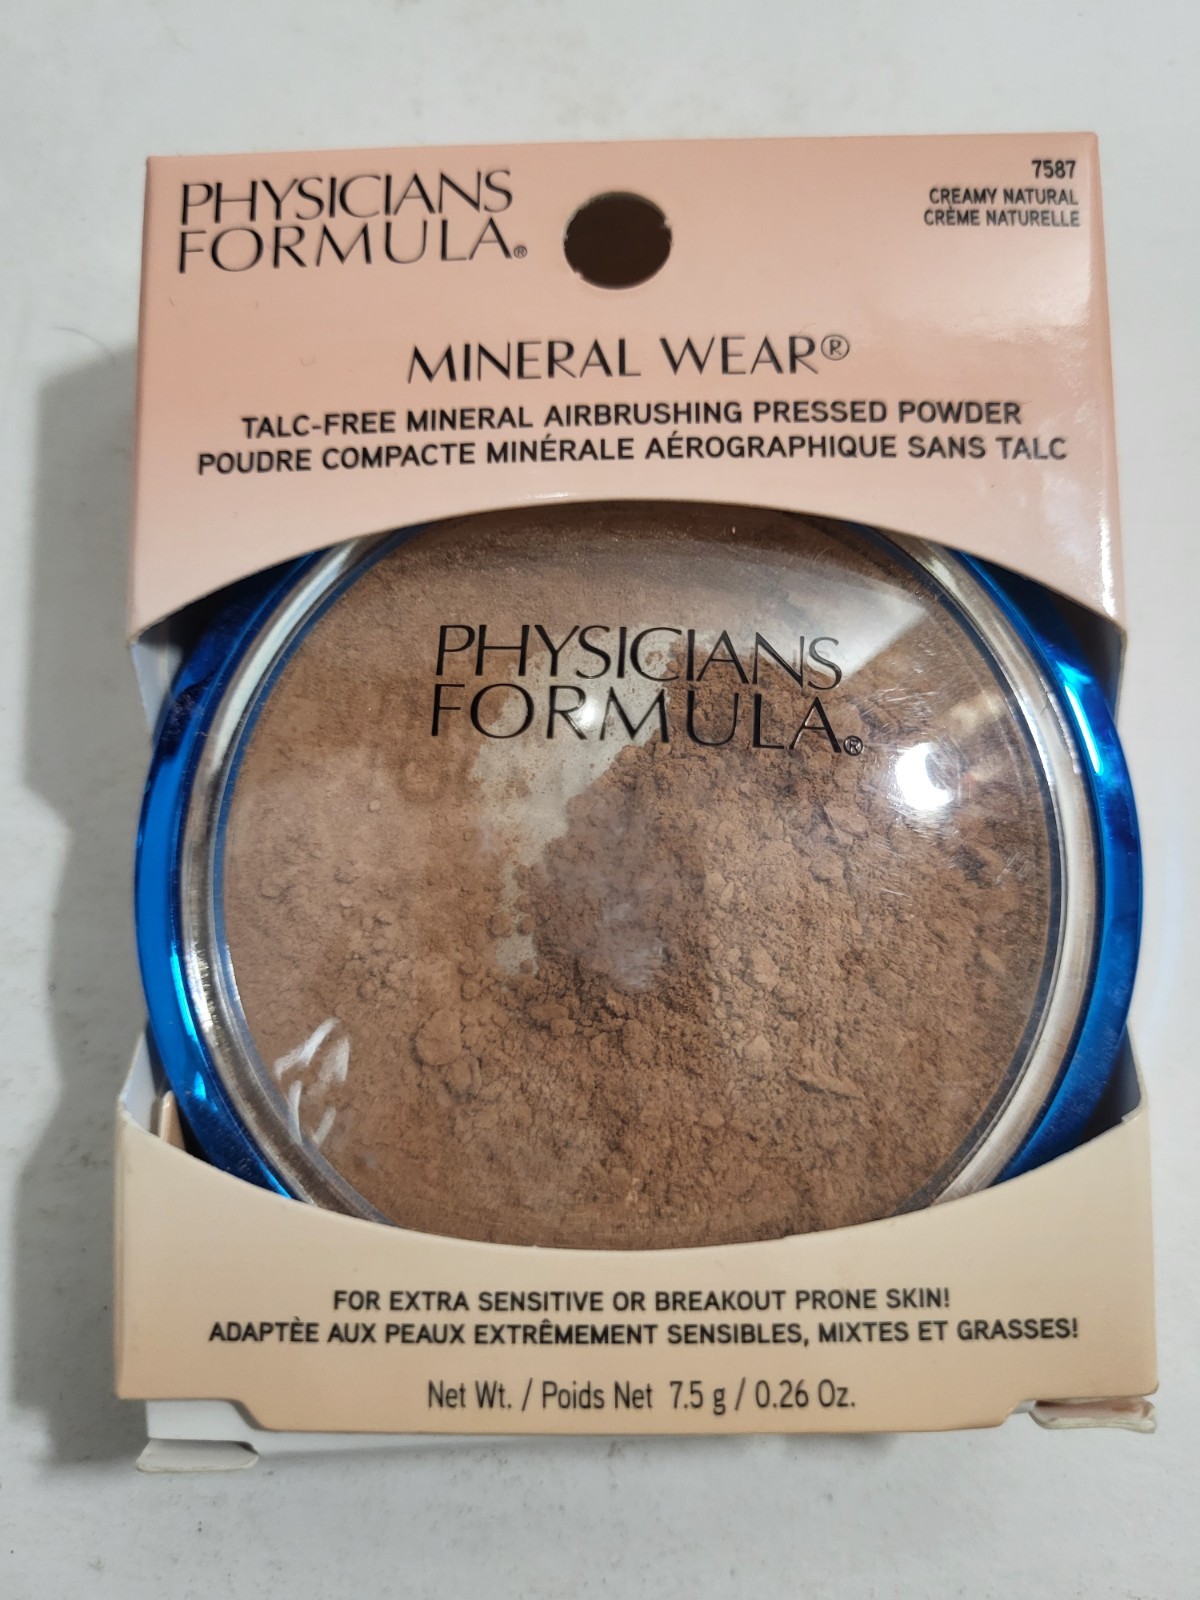 PHYSICIANS
FORMULA®
7587
CREAMY NATURAL
CRÈME NATURELLE
MINERAL WEAR®
TALC-FREE MINERAL AIRBRUSHING PRESSED POWDER
POUDRE COMPACTE MINÉRALE AÉROGRAPHIQUE SANS TALC
PHYSICIANS
FORMULA®
FOR EXTRA SENSITIVE OR BREAKOUT PRONE SKIN!
ADAPTÈE AUX PEAUX EXTRÊMEMENT SENSIBLES, MIXTES ET GRASSES!
Net Wt. / Poids Net 7.5 g / 0.26 Oz.